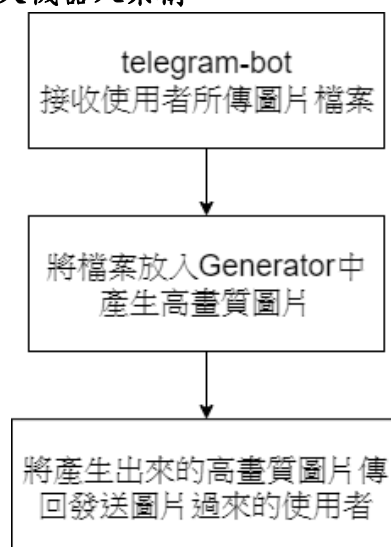 機器人架構
telegram-bot
接收使用者所傳圖片檔案
將檔案放入Generator中
產生高畫質圖片
將產生出來的高畫質圖片傳
回發送圖片過來的使用者